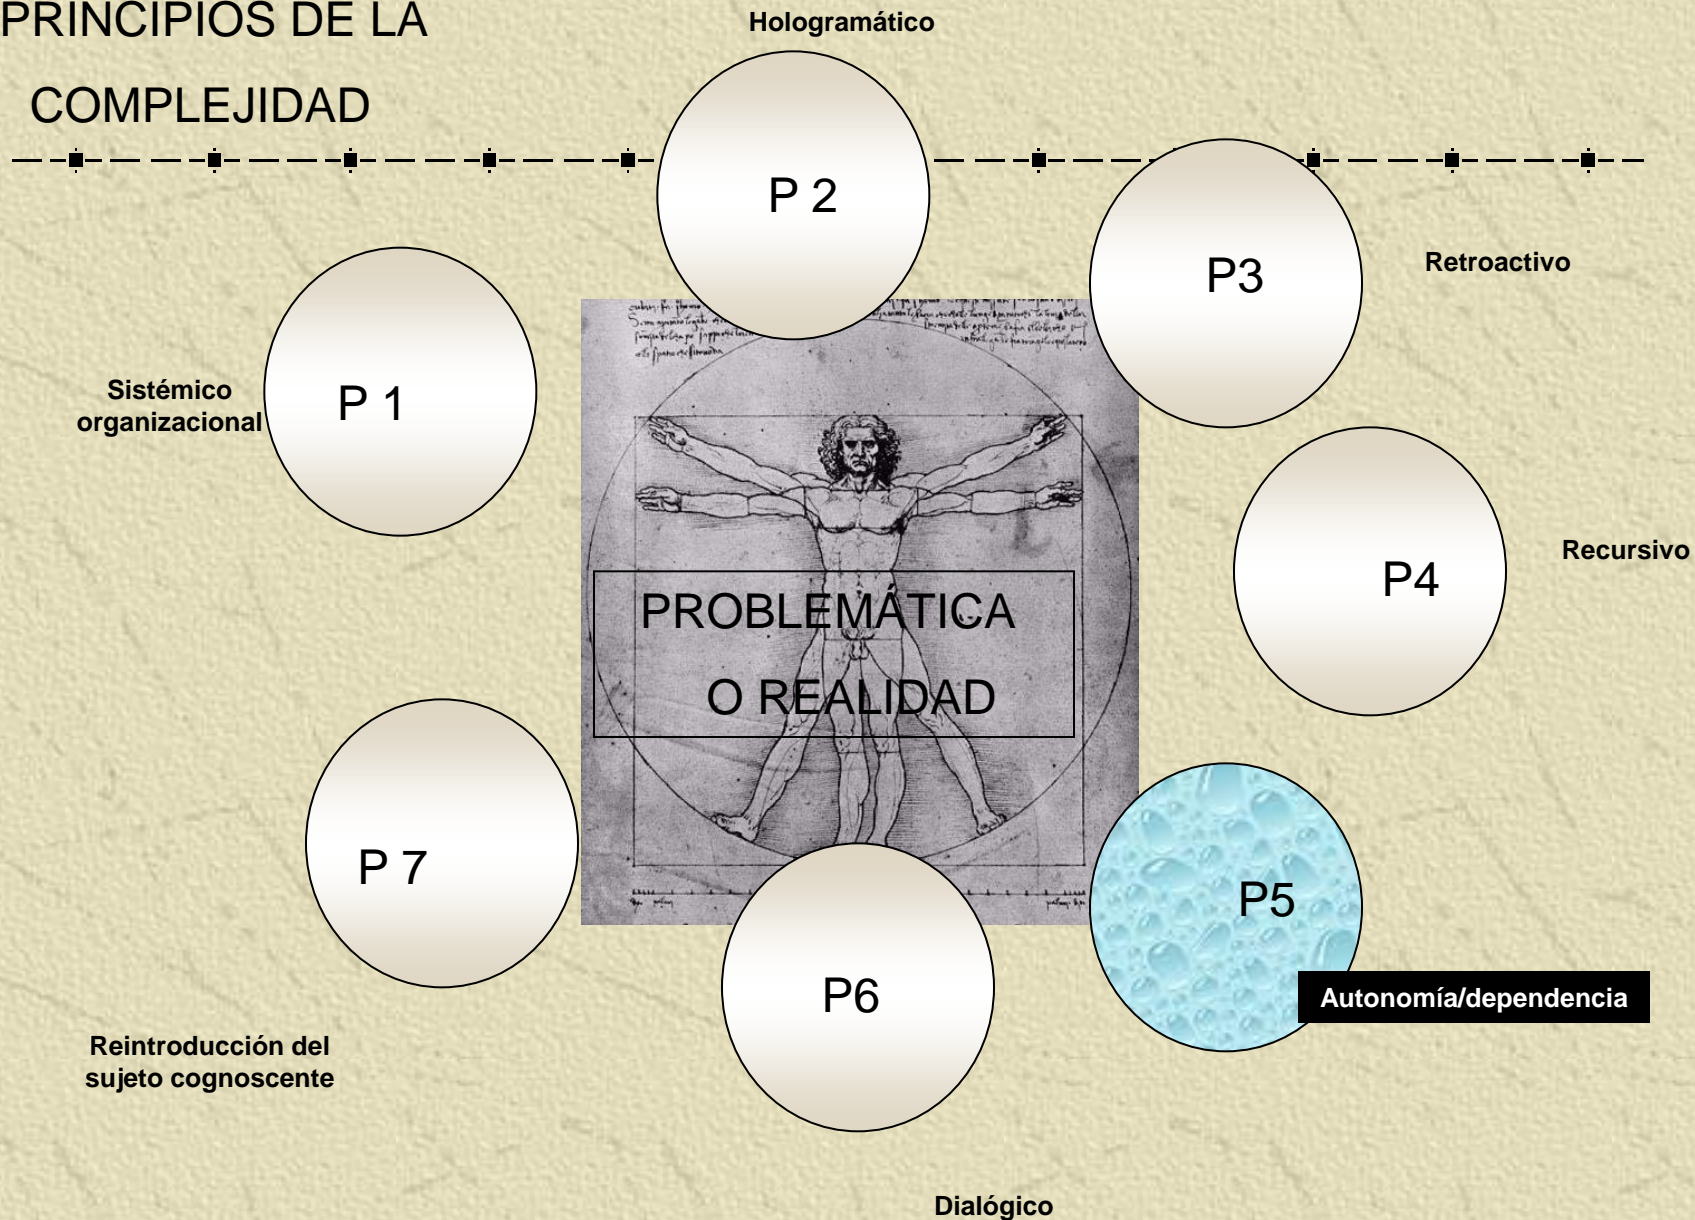 PRINCIPIOS DE LA
COMPLEJIDAD
Hologramático
P 2
P3
Retroactivo
P 1
Sistémico
organizacional
P4
Recursivo
PROBLEMÁTICA
O REALIDAD
P 7
P5
Autonomía/dependencia
P6
Reintroducción del
sujeto cognoscente
Dialógico